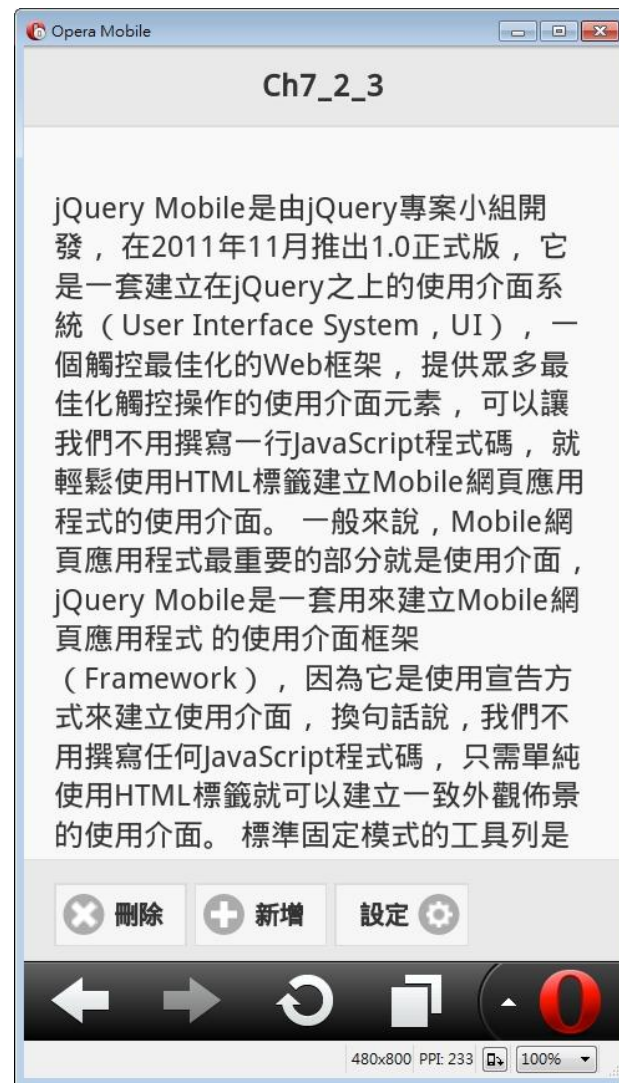 Opera Mobile
Ch7_2_3
jQuery Mobile是由jQuery專案小組開
發 , 在2011年11月推出1.0正式版 , 它
是一套建立在jQuery之上的使用介面系
統 ( User Interface System , UI ) , 一
個觸控最佳化的Web框架 , 提供眾多最
佳化觸控操作的使用介面元素 , 可以讓
我們不用撰寫一行JavaScript程式碼 , 就
輕鬆使用HTML標籤建立Mobile網頁應用
程式的使用介面。 一般來說 , Mobile網
頁應用程式最重要的部分就是使用介面 ,
jQuery Mobile是一套用來建立Mobile網
頁應用程式 的使用介面框架
( Framework ) , 因為它是使用宣告方
式來建立使用介面 , 換句話說 , 我們不
用撰寫任何JavaScript程式碼 , 只需單純
使用HTML標籤就可以建立一致外觀佈景
的使用介面。 標準固定模式的工具列是
刪除 新增 設定
480x800 PPI: 233 100%